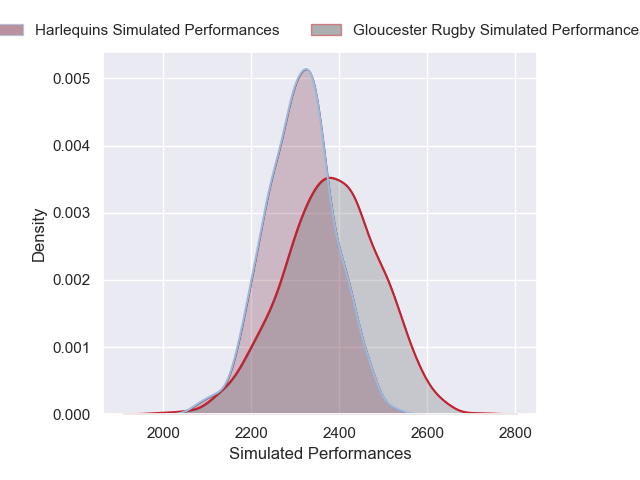 Harlequins Simulated Performances
Gloucester Rugby Simulated Performance
0.005
0.004
0.003
0.002
0.001
0.000
Density
2000 2200 2400 2600 2800
Simulated Performances